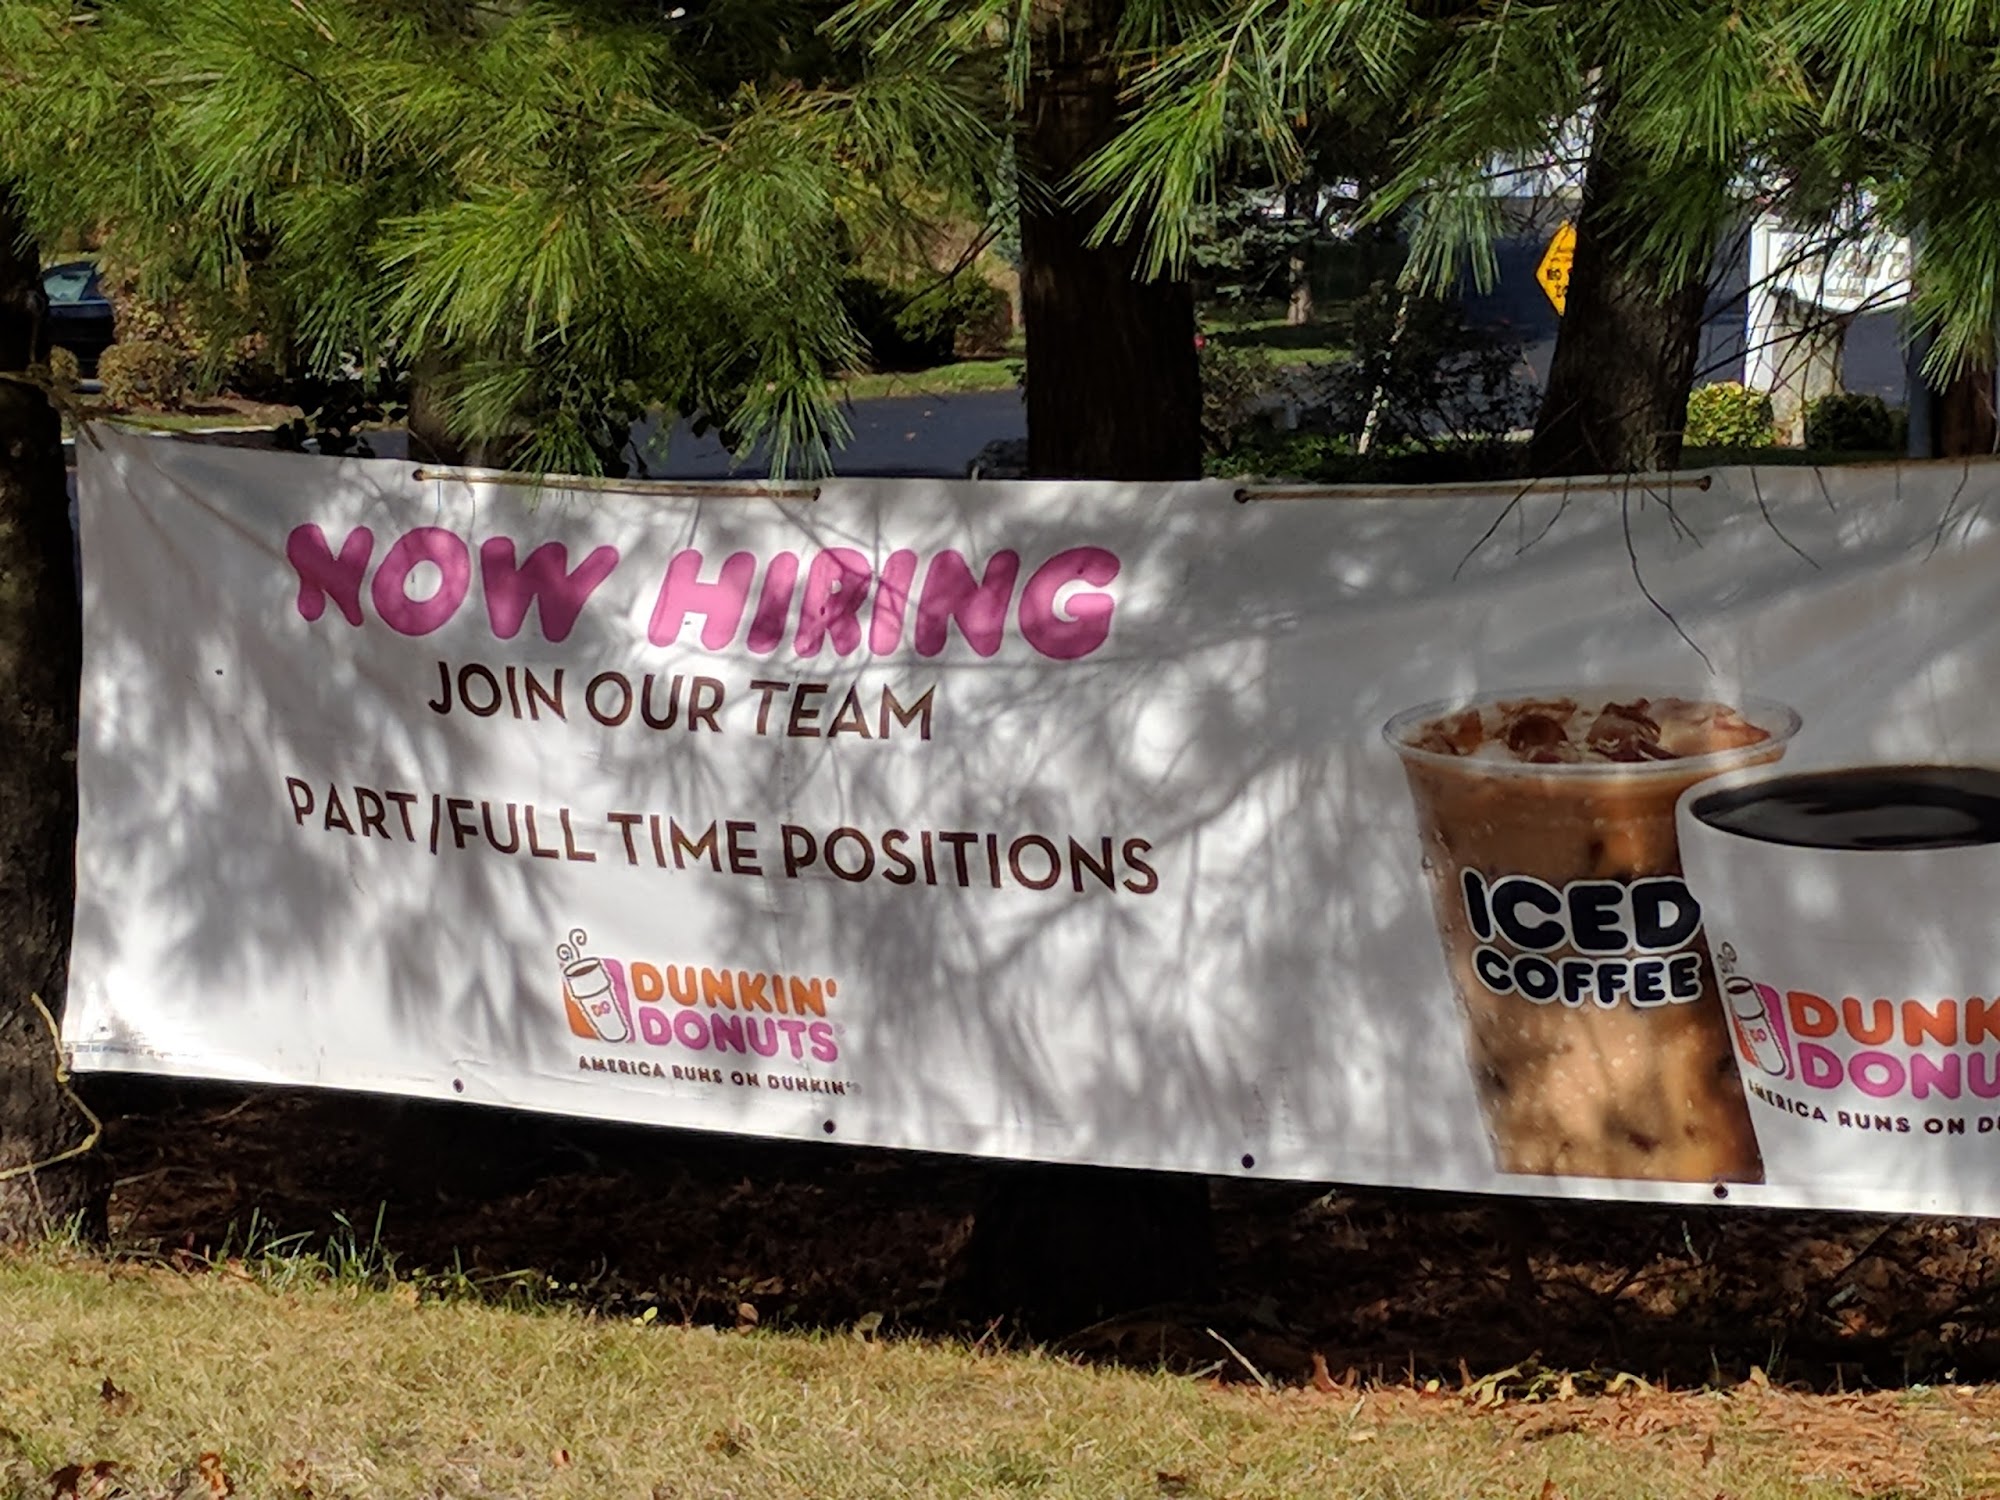 NOW HIRING
JOIN OUR TEAM
PART/FULL TIME POSITIONS
DUNKIN'
DONUTS®
AMERICA RUNS ON DUNKIN'®
ICED
COFFEE
DUNK
DONU
AMERICA RUNS ON D
NO